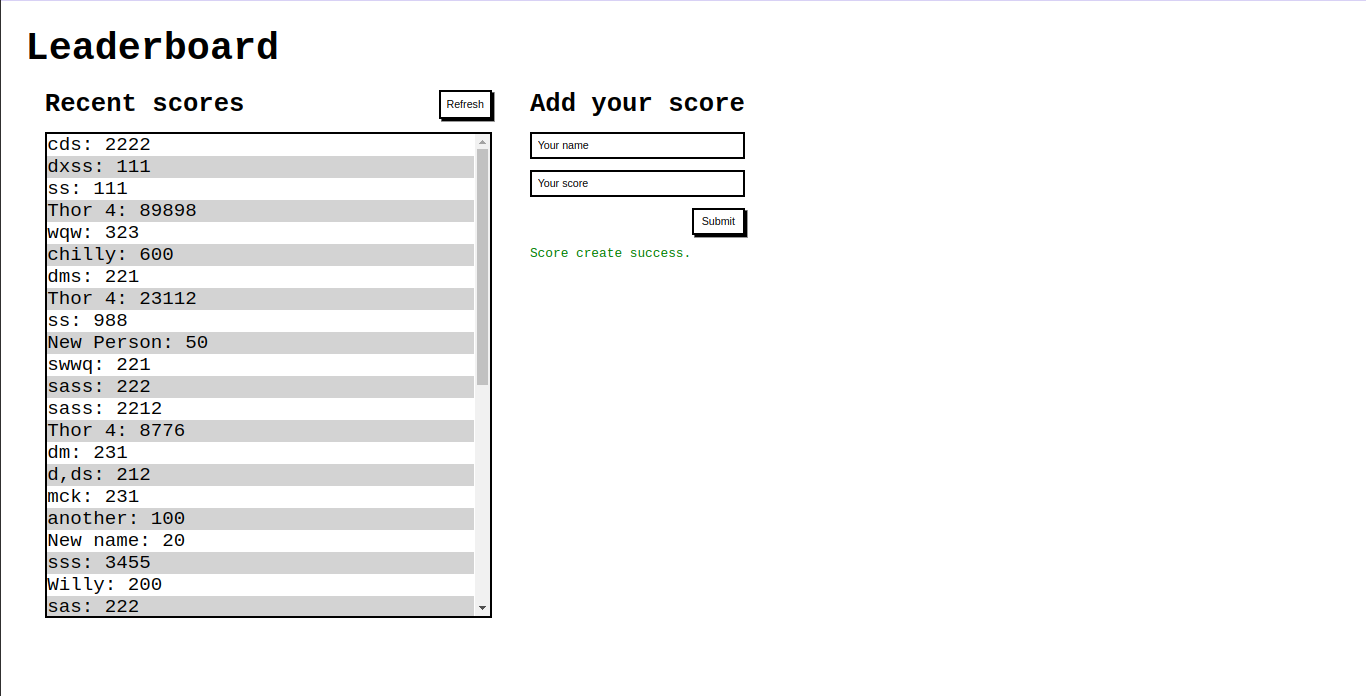 Leaderboard
Recent scores
Refresh
cds: 2222
dxss: 111
ss: 111
Thor 4: 89898
wqw: 323
chilly: 600
dms: 221
Thor 4: 23112
ss: 988
New Person: 50
swwq: 221
sass: 222
sass: 2212
Thor 4: 8776
dm: 231
d,ds: 212
mck: 231
another: 100
New name: 20
sss: 3455
Willy: 200
sas: 222
Add your score
Your name
Your score
Submit
Score create success.